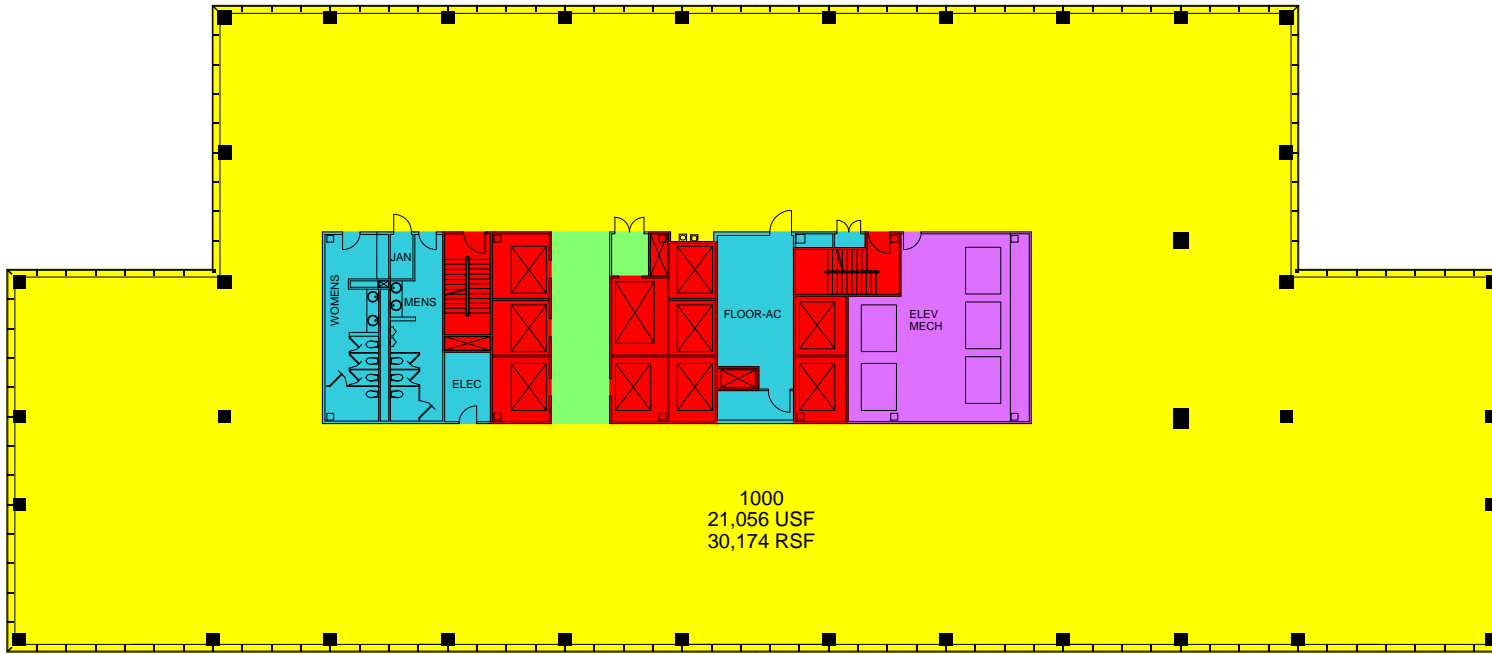 WOMENS
JAN
MENS
ELEC
FLOOR-AC
ELEV
MECH
1000
21,056 USF
30,174 RSF